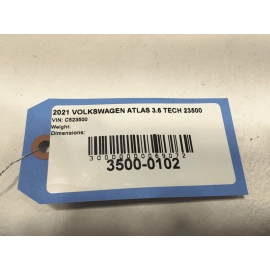 2021 VOLKSWAGEN ATLAS 3.6 TECH 23500
VIN: C523500
Weight:
Dimensions:
3500-0102